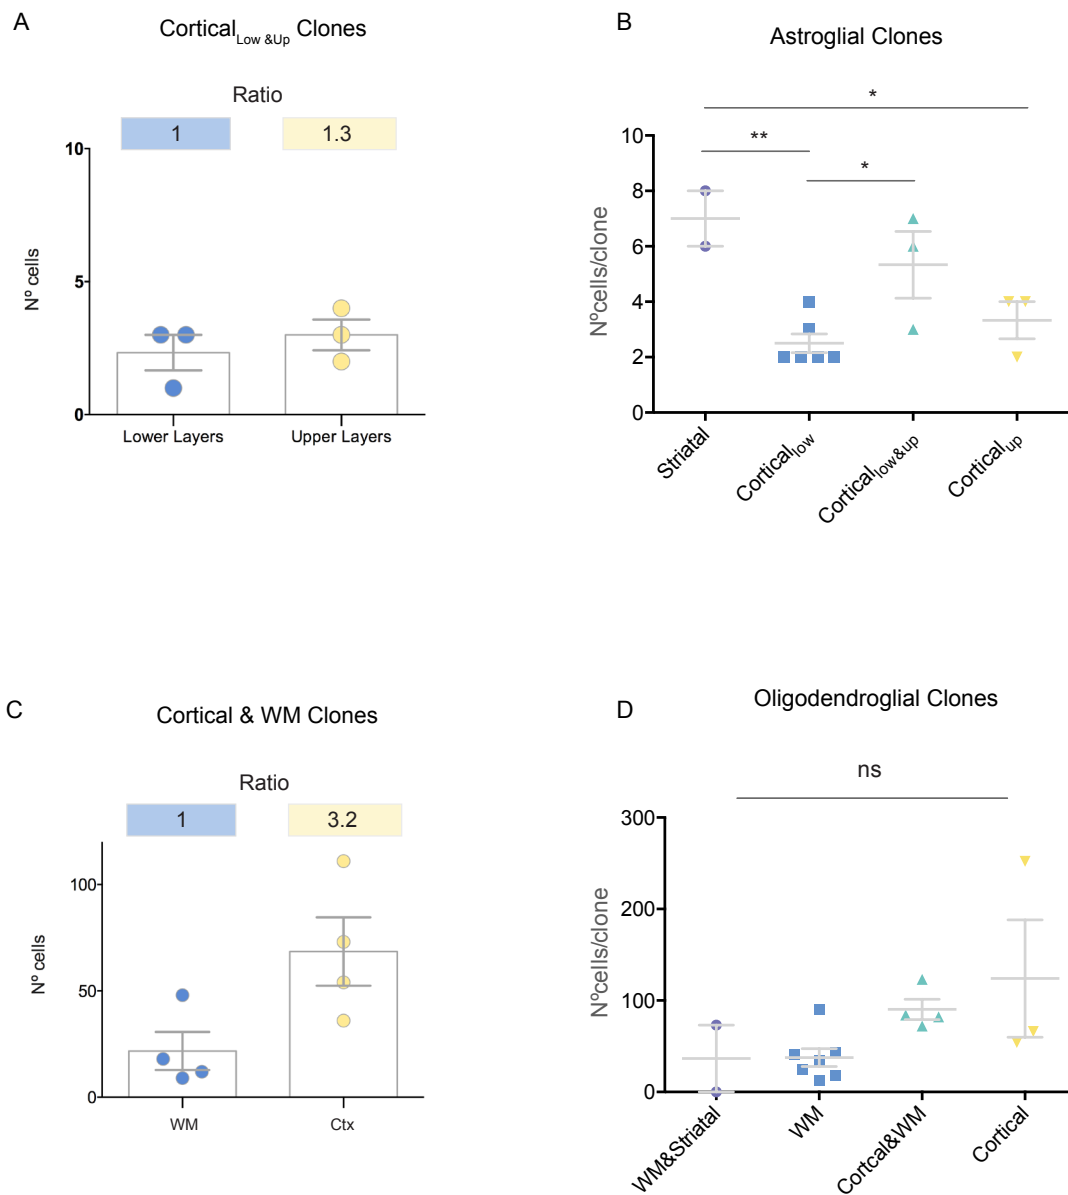 A
Cortical Low &Up Clones
Ratio
1
1.3
10
5
0
Nº cells
Lower Layers
Upper Layers
B
Astroglial Clones
*
**
*
10
8
6
4
2
0
Nºcells/clone
Striatal
Cortical low
Cortical low&up
Cortical up
C
Cortical & WM Clones
Ratio
1
3.2
100
50
0
Nº cells
WM
Ctx
D
Oligodendroglial Clones
ns
300
200
100
0
Nºcells/clone
WM&Striatal
WM
Cortcal&WM
Cortical